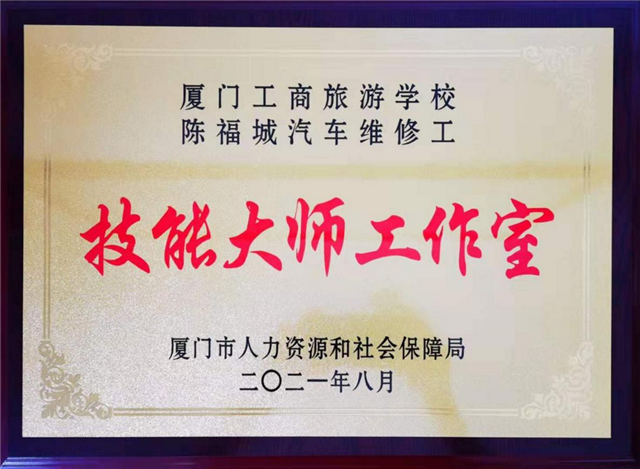 厦门工商旅游学校
陈福城汽车维修工
技能大师工作室
厦门市人力资源和社会保障局
二〇二一年八月